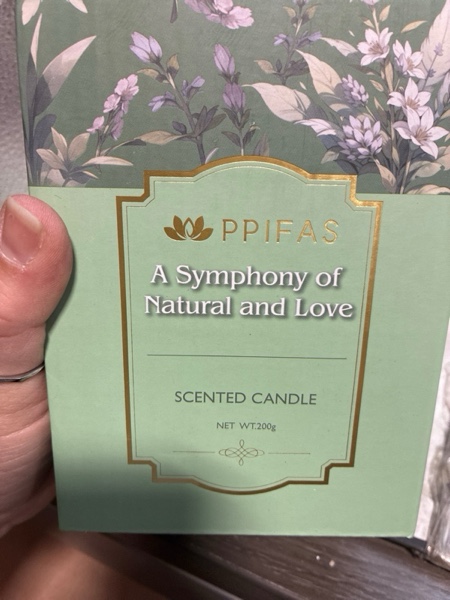 PPIFAS
A Symphony of
Natural and Love
SCENTED CANDLE
NET WT.200g